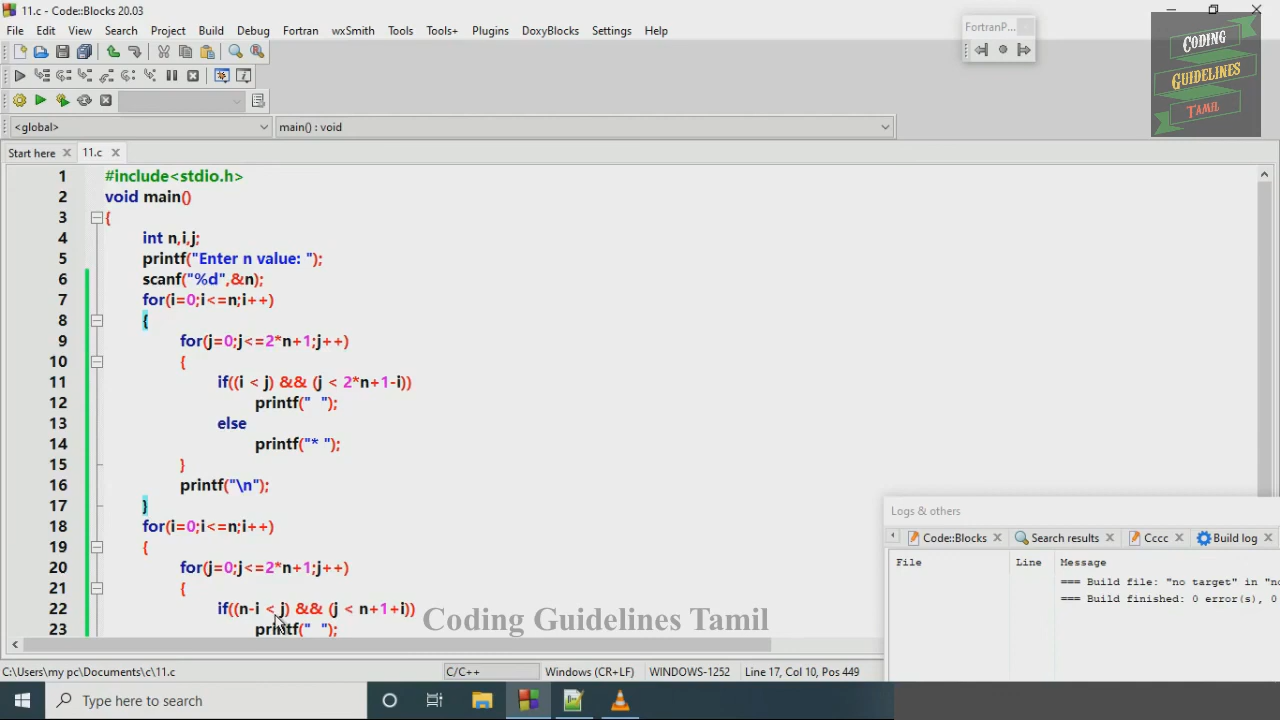 11.c - Code::Blocks 20.03
File Edit View Search Project Build Debug Fortran wxSmith Tools Tools+ Plugins DoxyBlocks Settings Help
FortranP...
CODING
GUIDELINES
TAMIL
<global> main() : void
Start here 11.c
1 #include<stdio.h>
2 void main()
3 {
4 int n,i,j;
5 printf("Enter n value: ");
6 scanf("%d",&n);
7 for(i=0;i<=n;i++)
8 {
9 for(j=0;j<=2*n+1;j++)
10 {
11 if((i < j) && (j < 2*n+1-i))
12 printf("  ");
13 else
14 printf("* ");
15 }
16 printf("\n");
17 }
18 for(i=0;i<=n;i++)
19 {
20 for(j=0;j<=2*n+1;j++)
21 {
22 if((n-i < j) && (j < n+1+i))
23 printf("  ");
Coding Guidelines Tamil
Logs & others
Code::Blocks Search results Cccc Build log
File Line Message
=== Build file: "no target" in "no
=== Build finished: 0 error(s), 0
C:\Users\my pc\Documents\c\11.c C/C++ Windows (CR+LF) WINDOWS-1252 Line 17, Col 10, Pos 449
Type here to search